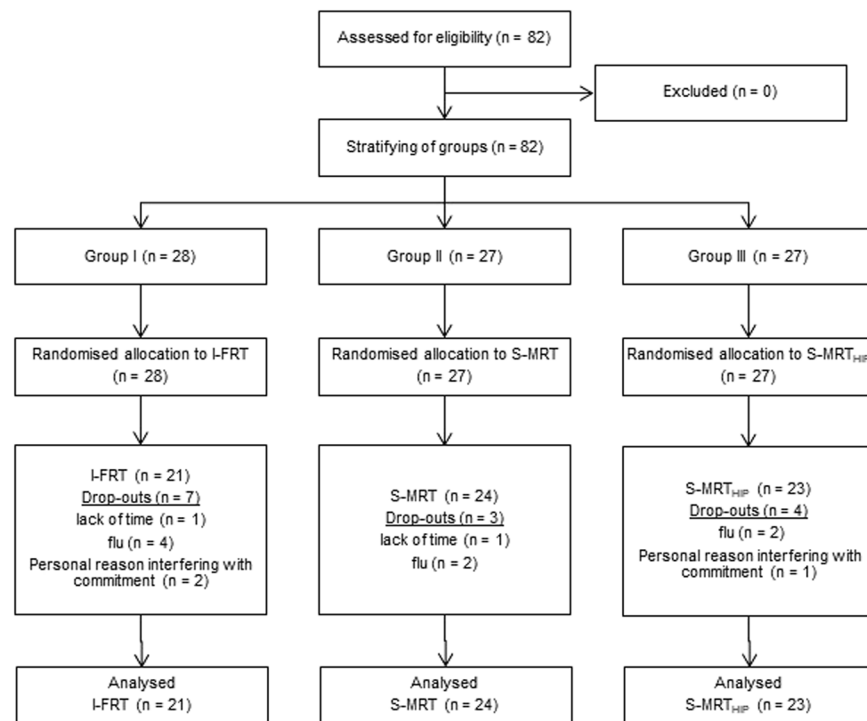 Assessed for eligibility (n = 82)
Excluded (n = 0)
Stratifying of groups (n = 82)
Group I (n = 28)
Group II (n = 27)
Group III (n = 27)
Randomised allocation to I-FRT
(n = 28)
Randomised allocation to S-MRT
(n = 27)
Randomised allocation to S-MRT_HIP
(n = 27)
I-FRT (n = 21)
Drop-outs (n = 7)
lack of time (n = 1)
flu (n = 4)
Personal reason interfering with
commitment (n = 2)
S-MRT (n = 24)
Drop-outs (n = 3)
lack of time (n = 1)
flu (n = 2)
S-MRT_HIP (n = 23)
Drop-outs (n = 4)
flu (n = 2)
Personal reason interfering with
commitment (n = 1)
Analysed
I-FRT (n = 21)
Analysed
S-MRT (n = 24)
Analysed
S-MRT_HIP (n = 23)